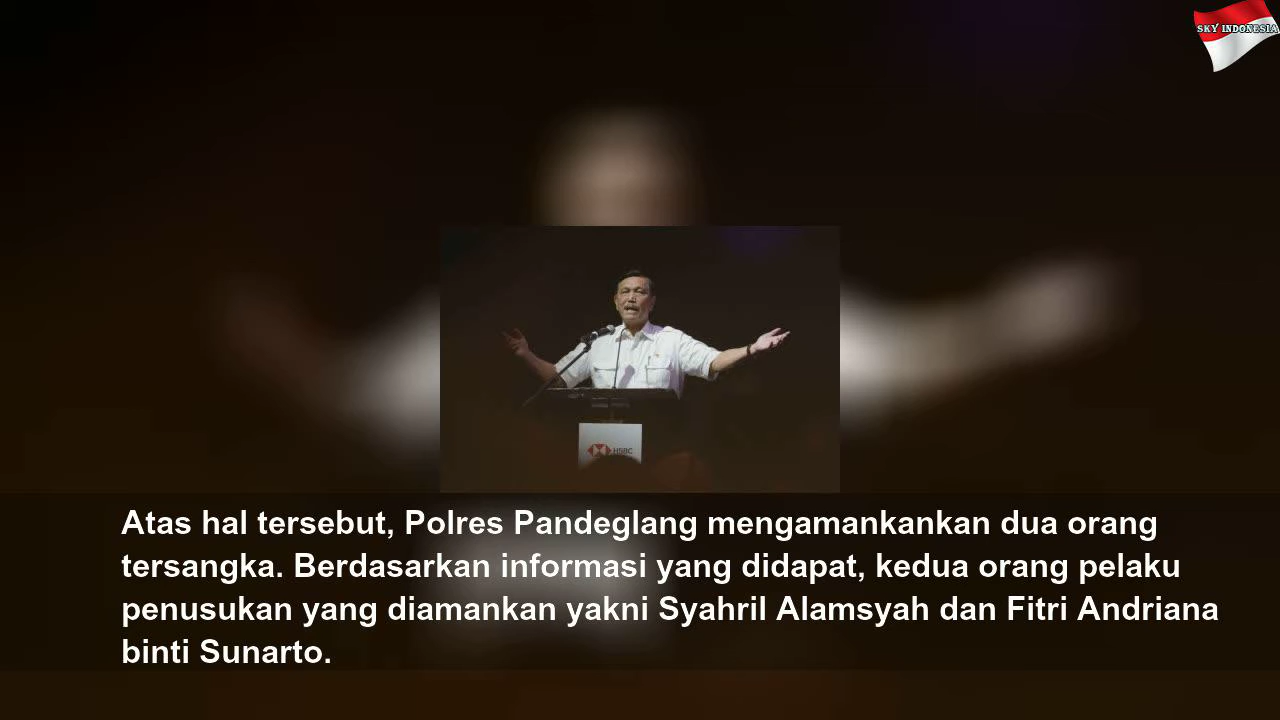 SKY INDONESIA
HSBC
Atas hal tersebut, Polres Pandeglang mengamankankan dua orang
tersangka. Berdasarkan informasi yang didapat, kedua orang pelaku
penusukan yang diamankan yakni Syahril Alamsyah dan Fitri Andriana
binti Sunarto.